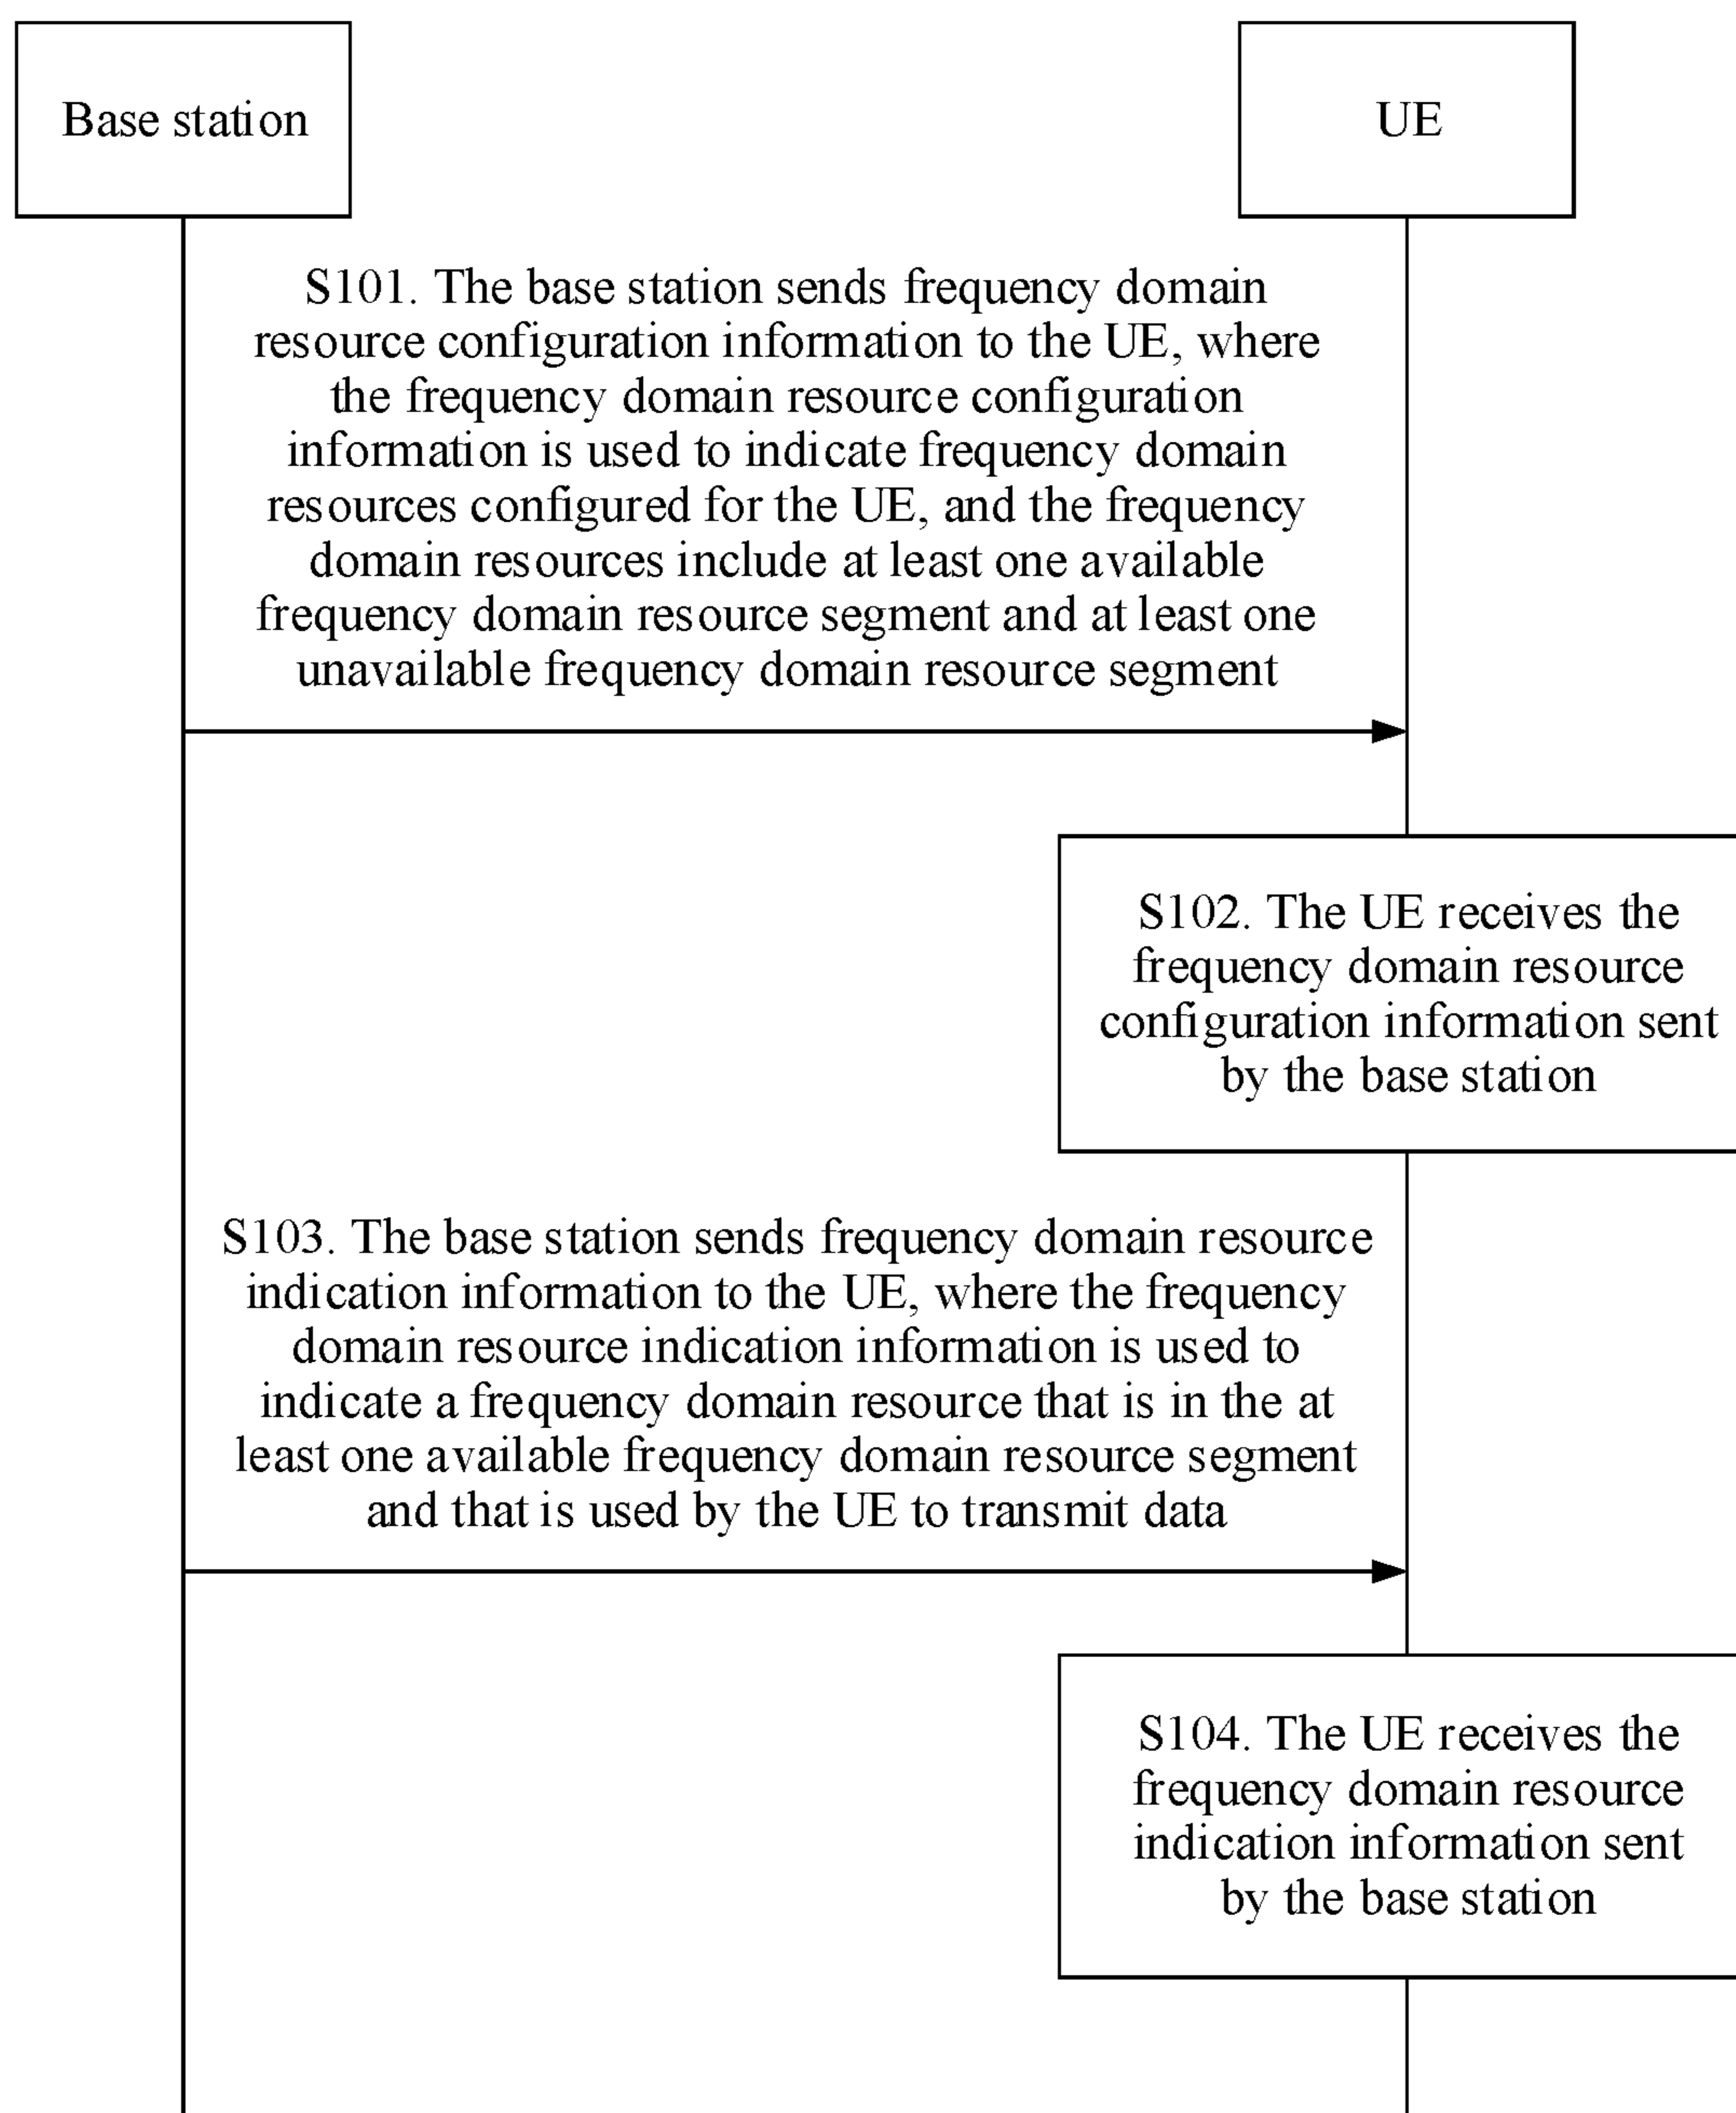 Base station
UE
S101. The base station sends frequency domain
resource configuration information to the UE, where
the frequency domain resource configuration
information is used to indicate frequency domain
resources configured for the UE, and the frequency
domain resources include at least one available
frequency domain resource segment and at least one
unavailable frequency domain resource segment
S102. The UE receives the
frequency domain resource
configuration information sent
by the base station
S103. The base station sends frequency domain resource
indication information to the UE, where the frequency
domain resource indication information is used to
indicate a frequency domain resource that is in the at
least one available frequency domain resource segment
and that is used by the UE to transmit data
S104. The UE receives the
frequency domain resource
indication information sent
by the base station